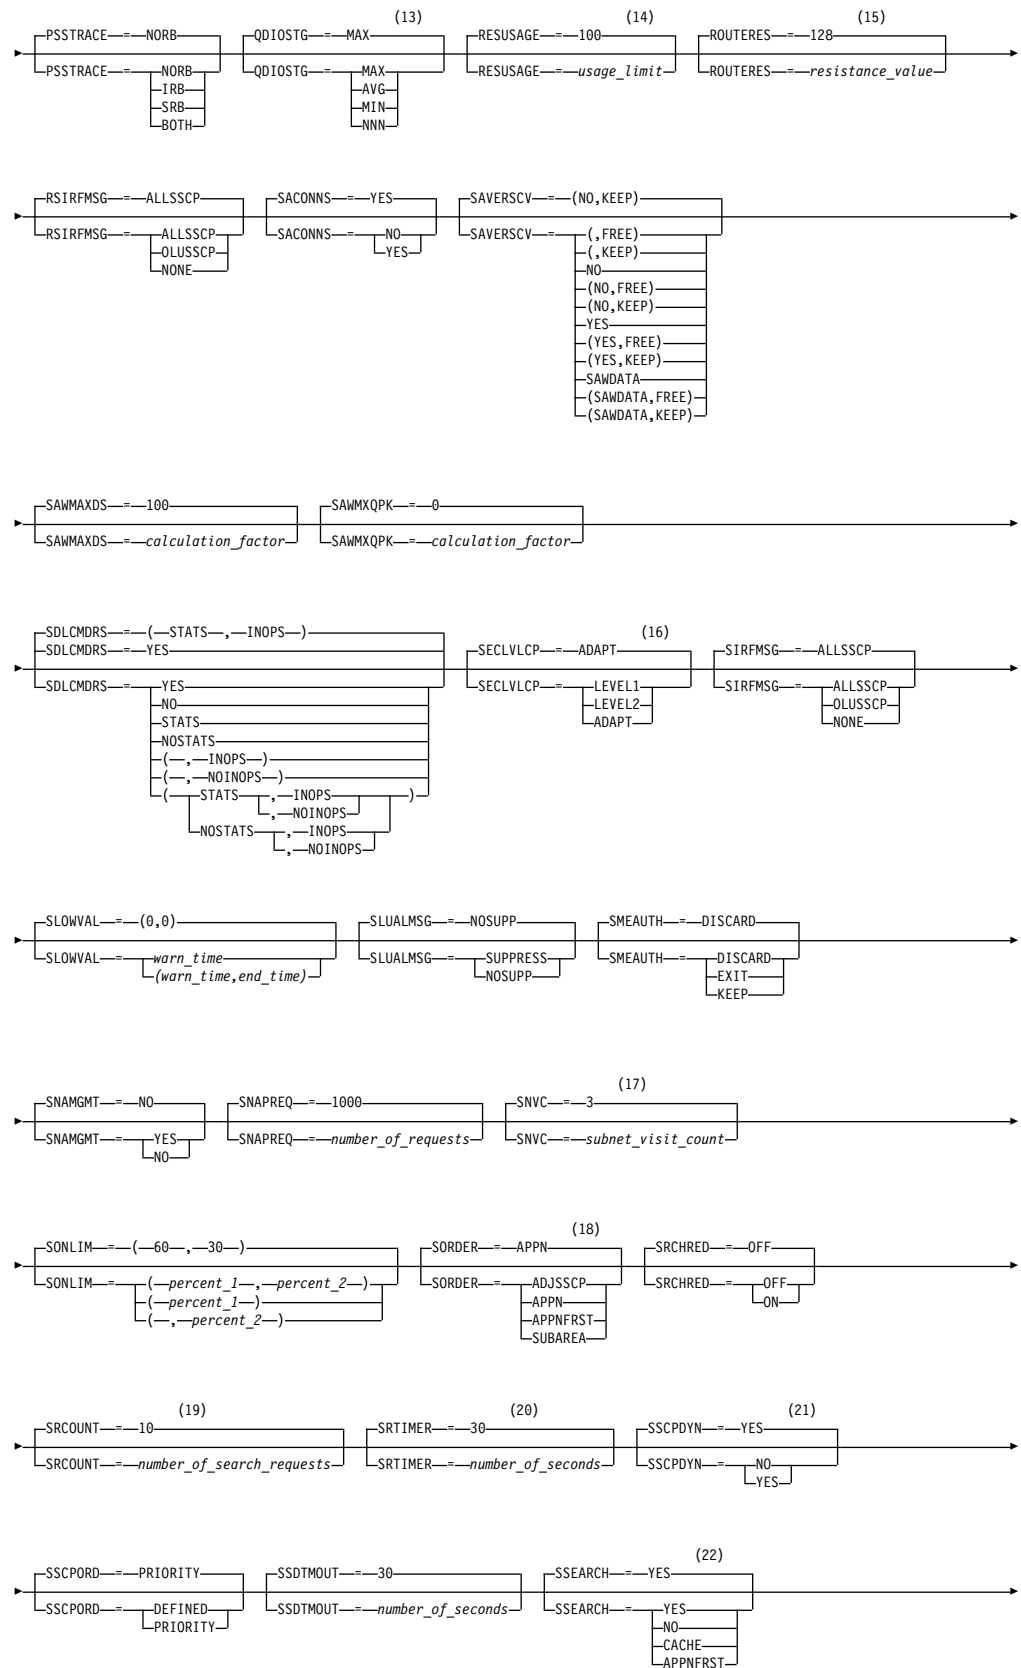 (13) (14) (15)
PSSTRACE = NORB QDIOSTG = MAX RESUSAGE = 100 ROUTERES = 128
PSSTRACE = NORB QDIOSTG = MAX RESUSAGE = usage_limit ROUTERES = resistance_value
IRB AVG
SRB MIN
BOTH NNN
RSIRFMSG = ALLSSCP SACONNS = YES SAVERSCV = (NO,KEEP)
RSIRFMSG = ALLSSCP SACONNS = NO SAVERSCV = (,FREE)
OLUSSCP YES (,KEEP)
NONE NO
(NO,FREE)
(NO,KEEP)
YES
(YES,FREE)
(YES,KEEP)
SAWDATA
(SAWDATA,FREE)
(SAWDATA,KEEP)
SAWMAXDS = 100 SAWMXQPK = 0
SAWMAXDS = calculation_factor SAWMXQPK = calculation_factor
SDLCMDRS = ( STATS , INOPS ) (16)
SDLCMDRS = YES SECLVLCP = ADAPT SIRFMSG = ALLSSCP
SDLCMDRS = YES SECLVLCP = LEVEL1 SIRFMSG = ALLSSCP
NO LEVEL2 OLUSSCP
STATS ADAPT NONE
NOSTATS
( , INOPS )
( , NOINOPS )
( STATS , INOPS )
, NOINOPS
NOSTATS , INOPS
, NOINOPS
SLOWVAL = (0,0) SLUALMSG = NOSUPP SMEAUTH = DISCARD
SLOWVAL = warn_time SLUALMSG = SUPPRESS SMEAUTH = DISCARD
(warn_time,end_time) NOSUPP EXIT
KEEP
(17)
SNAMGMT = NO SNAPREQ = 1000 SNVC = 3
SNAMGMT = YES SNAPREQ = number_of_requests SNVC = subnet_visit_count
NO
(18)
SONLIM = ( 60 , 30 ) SORDER = APPN SRCHRED = OFF
SONLIM = ( percent_1 , percent_2 ) SORDER = ADJSSCP SRCHRED = OFF
( percent_1 ) APPN ON
( , percent_2 ) APPNFRST
SUBAREA
(19) (20) (21)
SRCOUNT = 10 SRTIMER = 30 SSCPDYN = YES
SRCOUNT = number_of_search_requests SRTIMER = number_of_seconds SSCPDYN = NO
YES
(22)
SSCPORD = PRIORITY SSDTMOUT = 30 SSEARCH = YES
SSCPORD = DEFINED SSDTMOUT = number_of_seconds SSEARCH = YES
PRIORITY NO
CACHE
APPNFRST